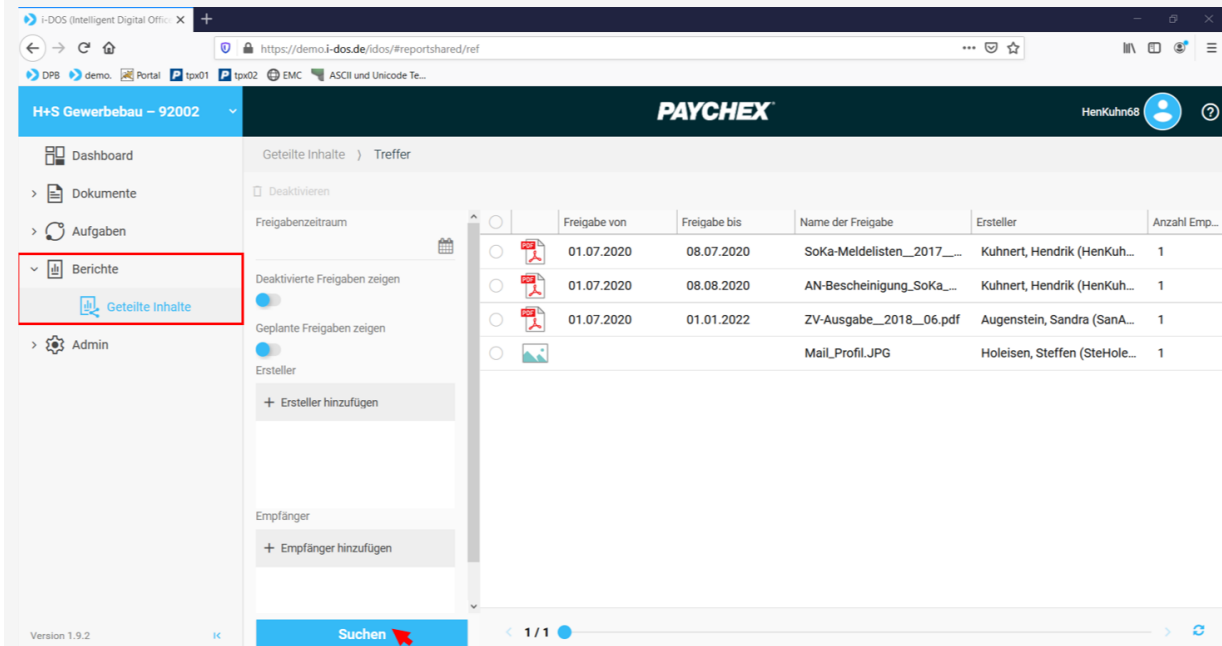 i-DOS (Intelligent Digital Offic
https://demo.i-dos.de/idos/#reportshared/ref
DPB demo. Portal tpx01 tpx02 EMC ASCII und Unicode Te...
H+S Gewerbebau – 92002
PAYCHEX
HenKuhn68
Dashboard
Dokumente
Aufgaben
Berichte
Geteilte Inhalte
Admin
Version 1.9.2
Geteilte Inhalte 〉 Treffer
Deaktivieren
Freigabenzeitraum
Deaktivierte Freigaben zeigen
Geplante Freigaben zeigen
Ersteller
+ Ersteller hinzufügen
Empfänger
+ Empfänger hinzufügen
Suchen
Freigabe von Freigabe bis Name der Freigabe Ersteller Anzahl Emp...
PDF 01.07.2020 08.07.2020 SoKa-Meldelisten__2017__... Kuhnert, Hendrik (HenKuh... 1
PDF 01.07.2020 08.08.2020 AN-Bescheinigung_SoKa_... Kuhnert, Hendrik (HenKuh... 1
PDF 01.07.2020 01.01.2022 ZV-Ausgabe__2018__06.pdf Augenstein, Sandra (SanA... 1
Mail_Profil.JPG Holeisen, Steffen (SteHole... 1
1/1